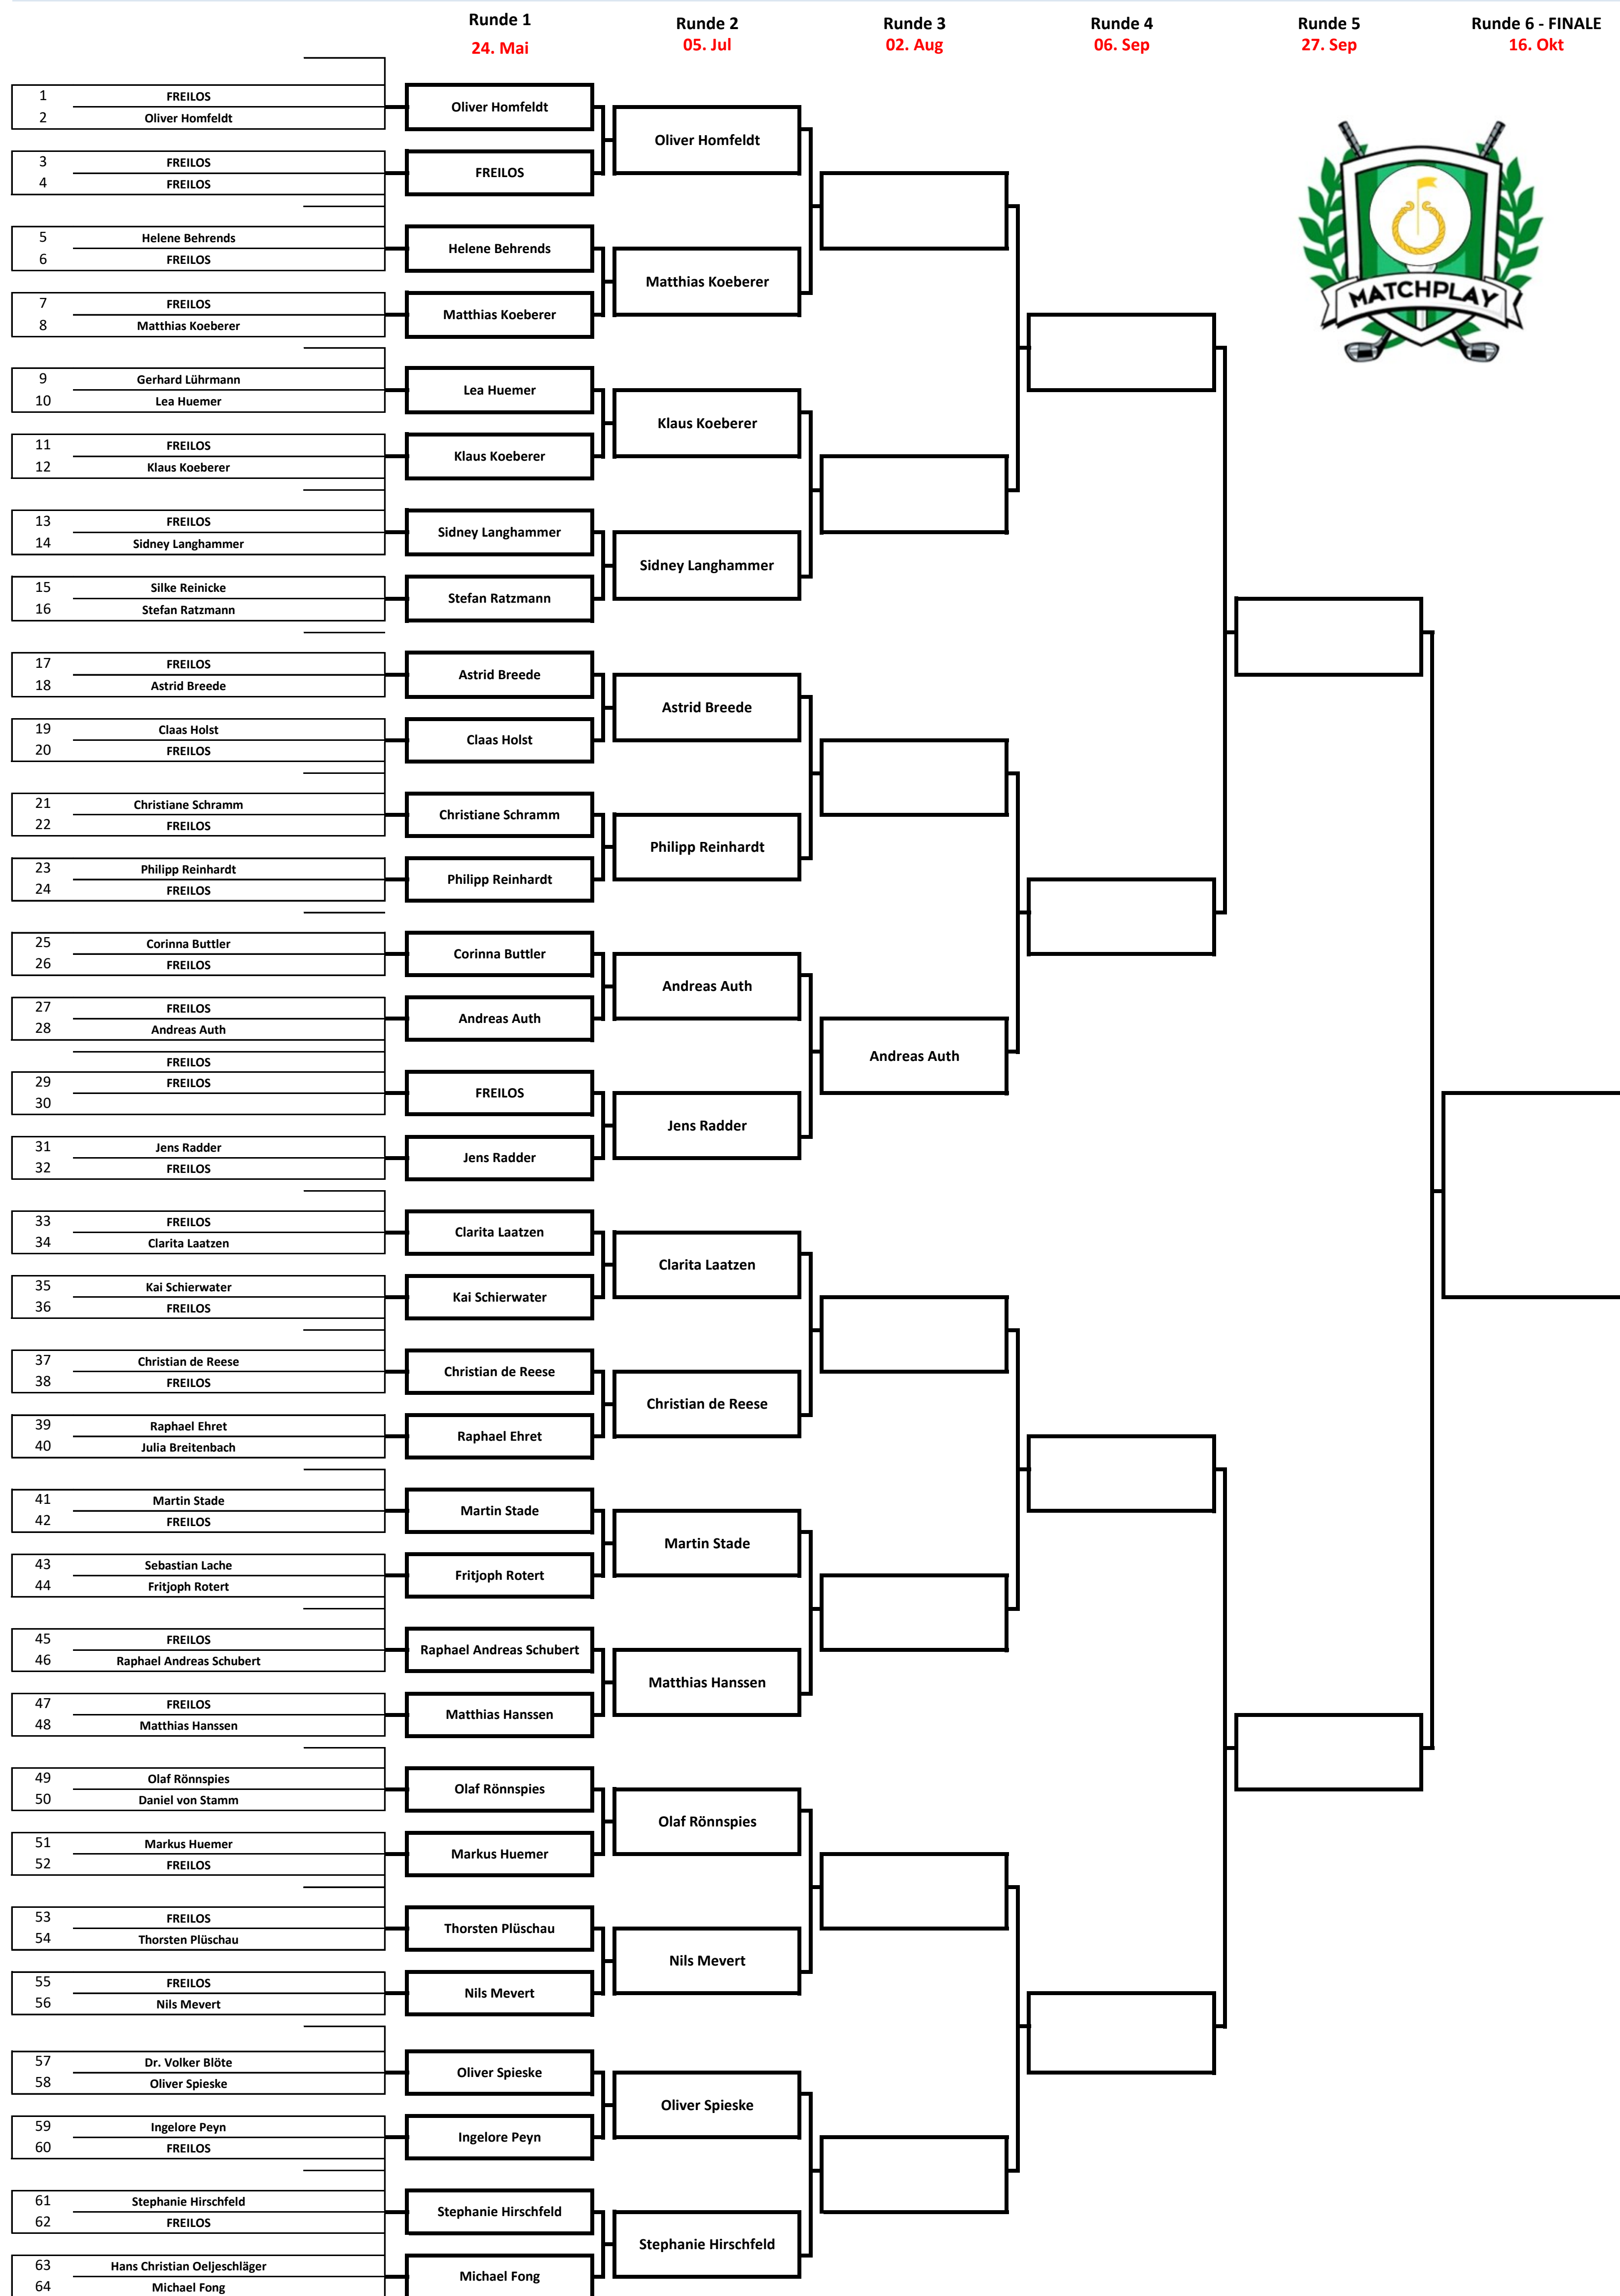 Runde 1
Runde 2
Runde 3
Runde 4
Runde 5
Runde 6 - FINALE
24. Mai
05. Jul
02. Aug
06. Sep
27. Sep
16. Okt
MATCHPLAY
1 FREILOS
2 Oliver Homfeldt
3 FREILOS
4 FREILOS
5 Helene Behrends
6 FREILOS
7 FREILOS
8 Matthias Koeberer
9 Gerhard Lührmann
10 Lea Huemer
11 FREILOS
12 Klaus Koeberer
13 FREILOS
14 Sidney Langhammer
15 Silke Reinicke
16 Stefan Ratzmann
17 FREILOS
18 Astrid Breede
19 Claas Holst
20 FREILOS
21 Christiane Schramm
22 FREILOS
23 Philipp Reinhardt
24 FREILOS
25 Corinna Buttler
26 FREILOS
27 FREILOS
28 Andreas Auth
FREILOS
29 FREILOS
30
31 Jens Radder
32 FREILOS
33 FREILOS
34 Clarita Laatzen
35 Kai Schierwater
36 FREILOS
37 Christian de Reese
38 FREILOS
39 Raphael Ehret
40 Julia Breitenbach
41 Martin Stade
42 FREILOS
43 Sebastian Lache
44 Fritjoph Rotert
45 FREILOS
46 Raphael Andreas Schubert
47 FREILOS
48 Matthias Hanssen
49 Olaf Rönnspies
50 Daniel von Stamm
51 Markus Huemer
52 FREILOS
53 FREILOS
54 Thorsten Plüschau
55 FREILOS
56 Nils Mevert
57 Dr. Volker Blöte
58 Oliver Spieske
59 Ingelore Peyn
60 FREILOS
61 Stephanie Hirschfeld
62 FREILOS
63 Hans Christian Oeljeschläger
64 Michael Fong
Oliver Homfeldt
FREILOS
Helene Behrends
Matthias Koeberer
Lea Huemer
Klaus Koeberer
Sidney Langhammer
Stefan Ratzmann
Astrid Breede
Claas Holst
Christiane Schramm
Philipp Reinhardt
Corinna Buttler
Andreas Auth
FREILOS
Jens Radder
Clarita Laatzen
Kai Schierwater
Christian de Reese
Raphael Ehret
Martin Stade
Fritjoph Rotert
Raphael Andreas Schubert
Matthias Hanssen
Olaf Rönnspies
Markus Huemer
Thorsten Plüschau
Nils Mevert
Oliver Spieske
Ingelore Peyn
Stephanie Hirschfeld
Michael Fong
Oliver Homfeldt
Matthias Koeberer
Klaus Koeberer
Sidney Langhammer
Astrid Breede
Philipp Reinhardt
Andreas Auth
Jens Radder
Clarita Laatzen
Christian de Reese
Martin Stade
Matthias Hanssen
Olaf Rönnspies
Nils Mevert
Oliver Spieske
Stephanie Hirschfeld
Andreas Auth